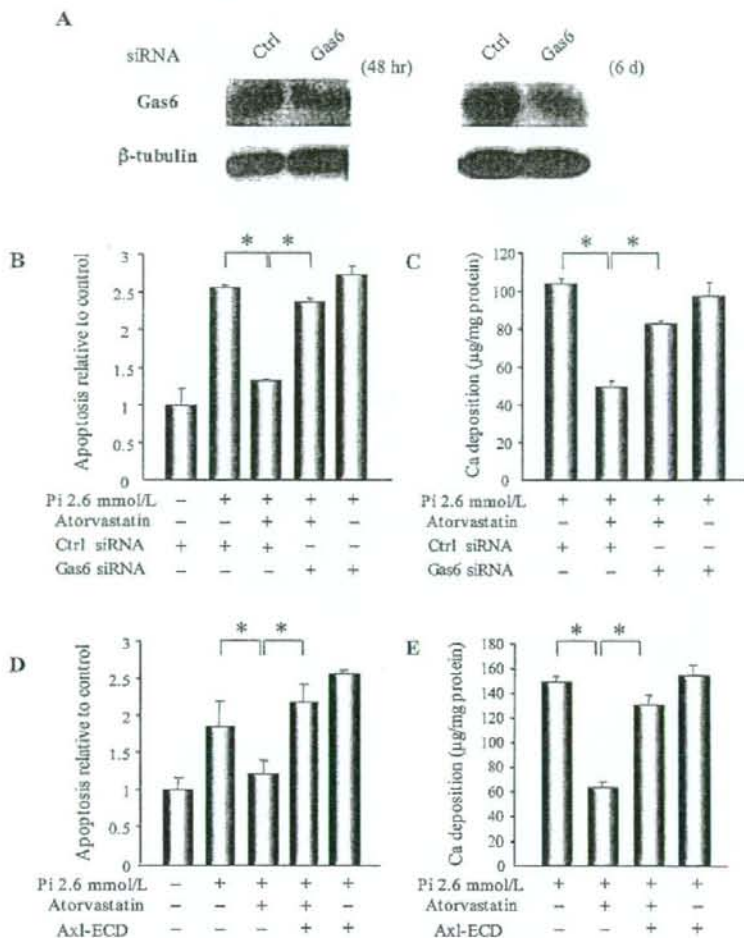 A
siRNA Ctrl Gas6 (48 hr) Ctrl Gas6 (6 d)
Gas6
β-tubulin
B
* *
Apoptosis relative to control
3
2.5
2
1.5
1
0.5
0
Pi 2.6 mmol/L − + + + +
Atorvastatin − − + + −
Ctrl siRNA + + + − −
Gas6 siRNA − − − + +
C
* *
Ca deposition (μg/mg protein)
120
100
80
60
40
20
0
Pi 2.6 mmol/L + + + +
Atorvastatin − + + −
Ctrl siRNA + + − −
Gas6 siRNA − − + +
D
* *
Apoptosis relative to control
3
2.5
2
1.5
1
0.5
0
Pi 2.6 mmol/L − + + + +
Atorvastatin − − + + −
Axl-ECD − − − + +
E
* *
Ca deposition (μg/mg protein)
180
160
140
120
100
80
60
40
20
0
Pi 2.6 mmol/L + + + +
Atorvastatin − + + −
Axl-ECD − − + +